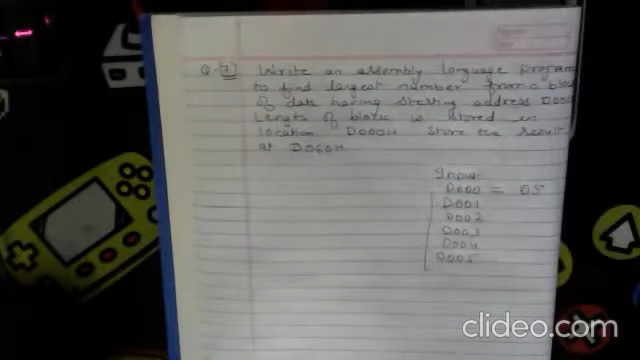 Q-(7) Write an assembly language program
to find largest number from a block
of data having starting address D001
Length of block is stored in
location D000H Store the result
at D060H
Input
D000 = 05
D001
D002
D003
D004
D005
clideo.com